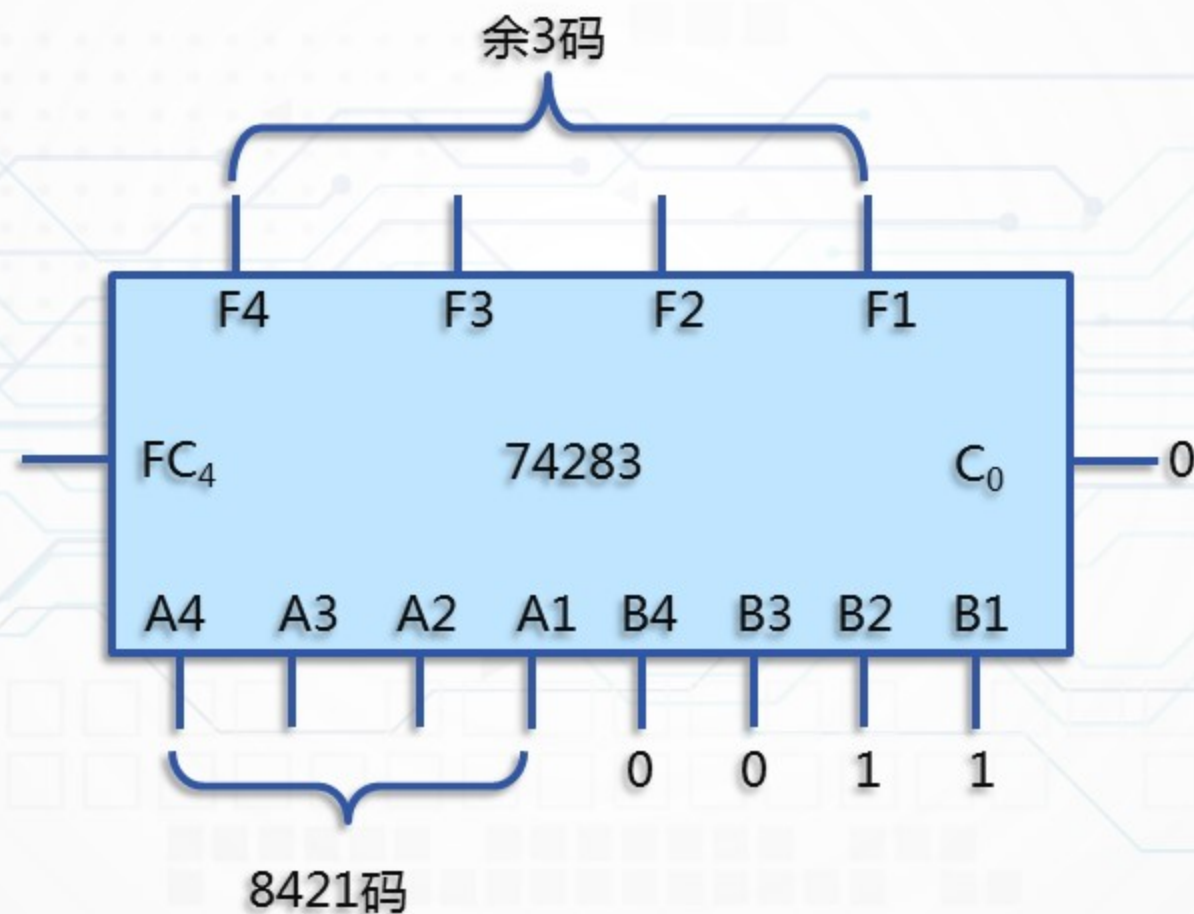 余3码
F4 F3 F2 F1
FC₄ 74283 C₀ 0
A4 A3 A2 A1 B4 B3 B2 B1
0 0 1 1
8421码